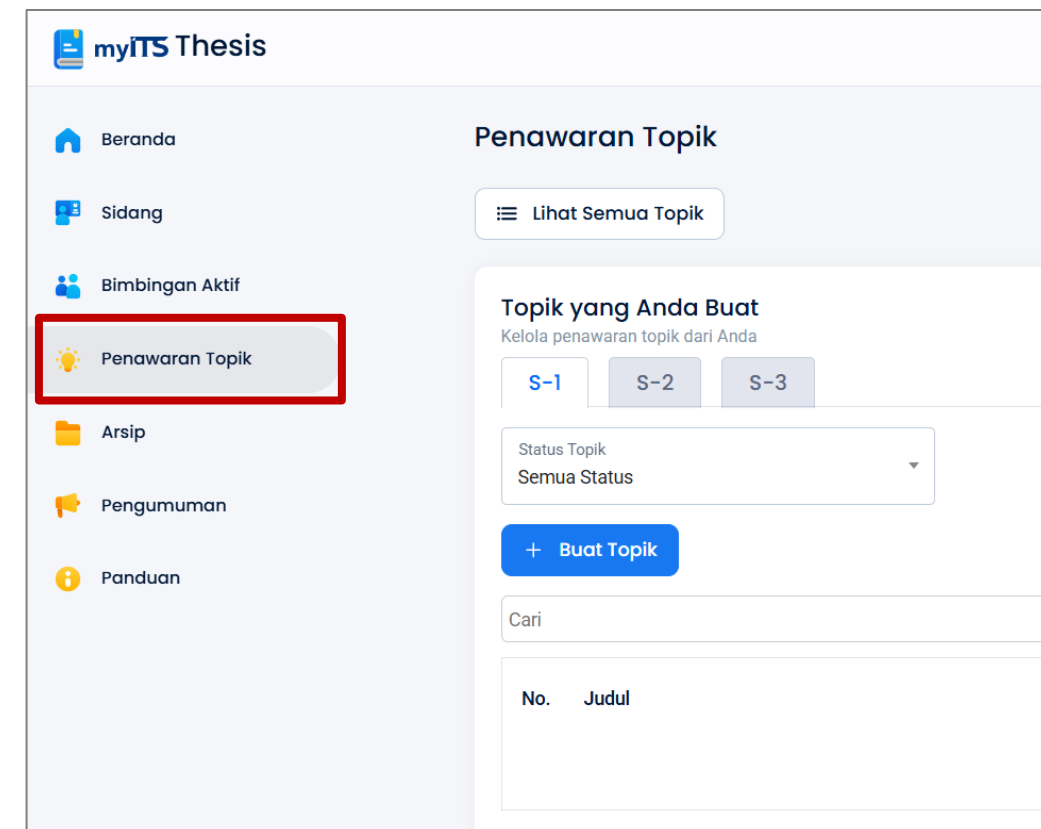 myITS Thesis
Beranda
Sidang
Bimbingan Aktif
Penawaran Topik
Arsip
Pengumuman
Panduan
Penawaran Topik
Lihat Semua Topik
Topik yang Anda Buat
Kelola penawaran topik dari Anda
S-1 S-2 S-3
Status Topik
Semua Status
+ Buat Topik
Cari
No. Judul